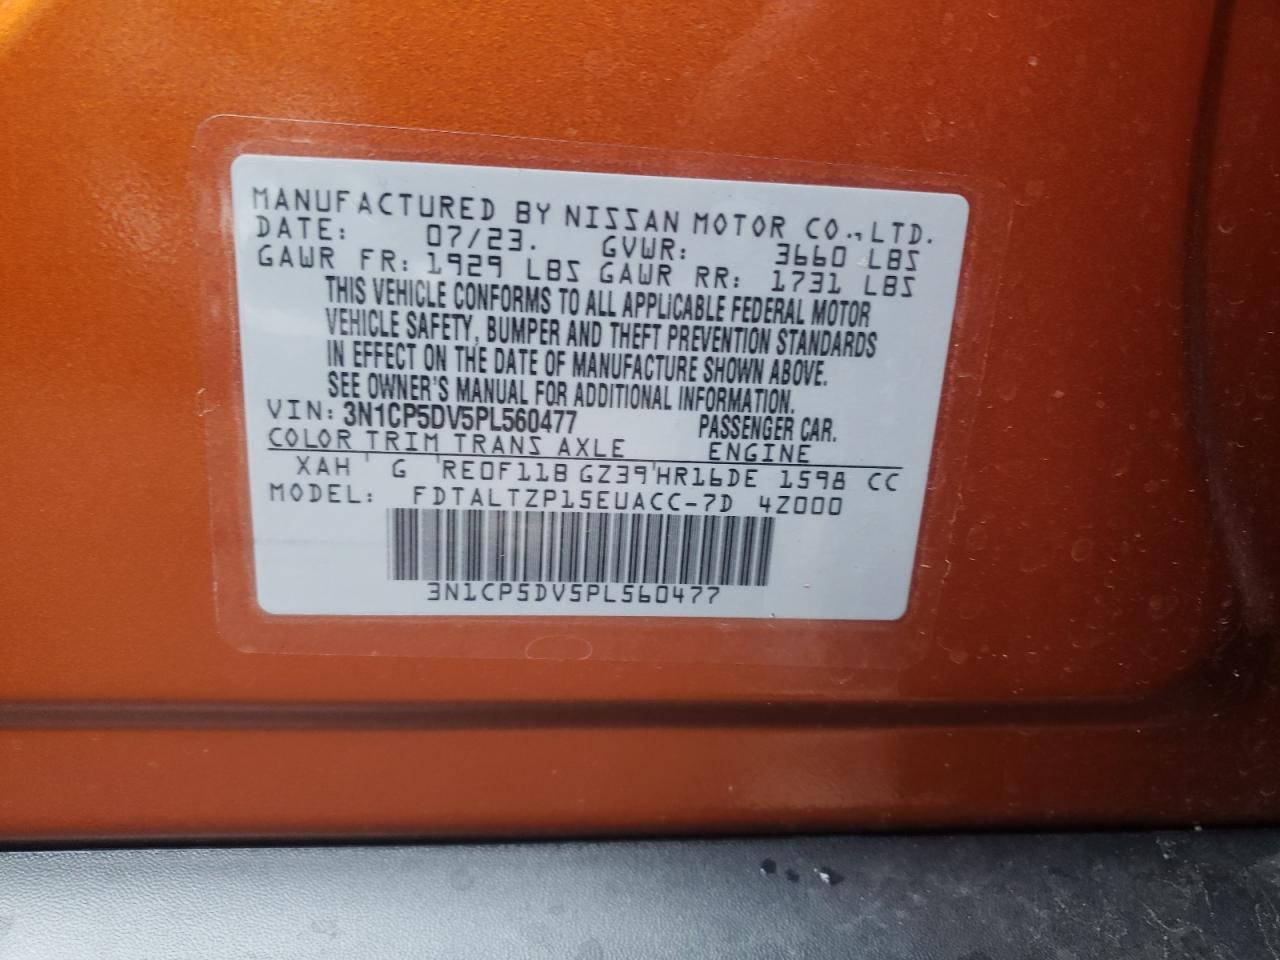 MANUFACTURED BY NISSAN MOTOR CO.,LTD.
DATE: 07/23. GVWR: 3660 LBS
GAWR FR: 1929 LBS GAWR RR: 1731 LBS
THIS VEHICLE CONFORMS TO ALL APPLICABLE FEDERAL MOTOR
VEHICLE SAFETY, BUMPER AND THEFT PREVENTION STANDARDS
IN EFFECT ON THE DATE OF MANUFACTURE SHOWN ABOVE.
SEE OWNER'S MANUAL FOR ADDITIONAL INFORMATION.
VIN: 3N1CP5DV5PL560477 PASSENGER CAR.
COLOR TRIM TRANS AXLE ENGINE
XAH ' G 'RE0F11B GZ39'HR16DE 1598 CC
MODEL: FDTALTZP15EUACC-7D 4Z000
3N1CP5DV5PL560477